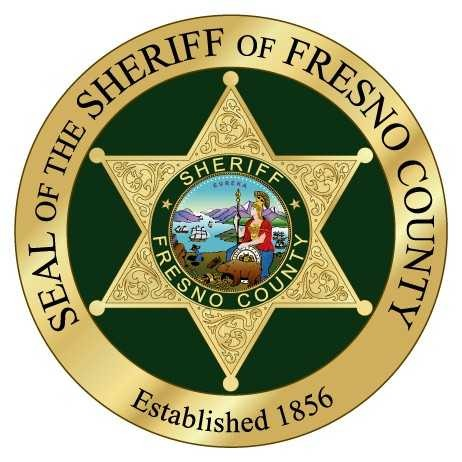 SEAL OF THE SHERIFF OF FRESNO COUNTY
SHERIFF
EUREKA
FRESNO COUNTY
Established 1856